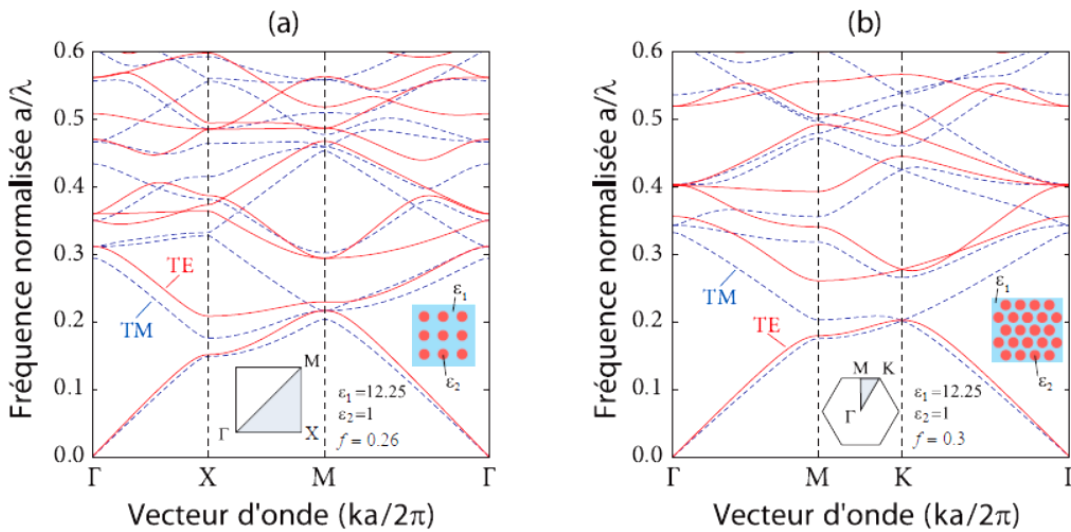 (a)
Fréquence normalisée a/λ
0.6
0.5
0.4
0.3
0.2
0.1
0.0
TE
TM
ε1
ε2
M
Γ
X
ε1=12.25
ε2=1
f = 0.26
Γ
X
M
Γ
Vecteur d'onde (ka/2π)
(b)
Fréquence normalisée a/λ
0.6
0.5
0.4
0.3
0.2
0.1
0.0
TM
TE
ε1
ε2
M K
Γ
ε1=12.25
ε2=1
f = 0.3
Γ
M
K
I
Vecteur d'onde (ka/2π)